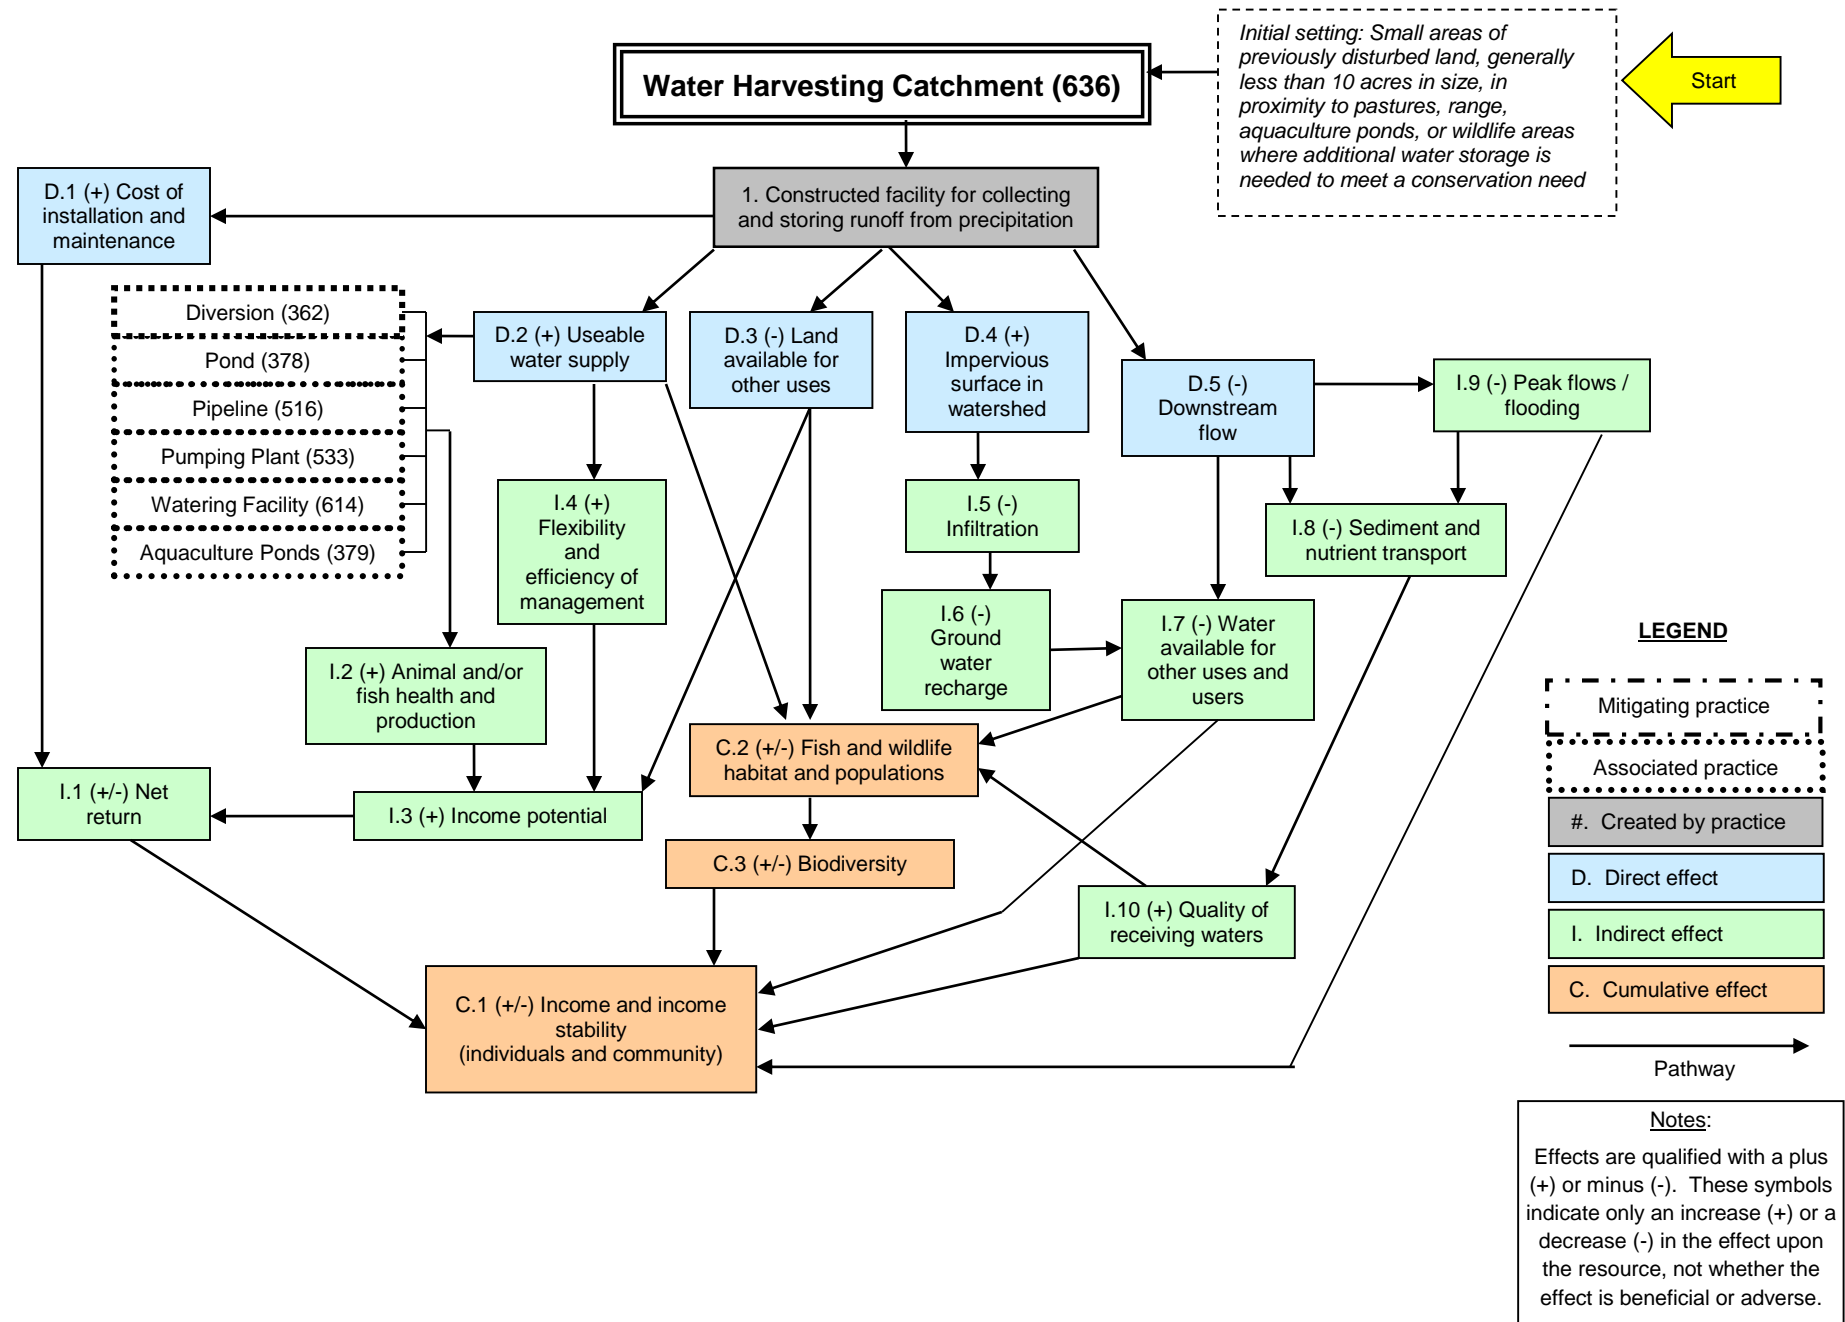 Initial setting: Small areas of
previously disturbed land, generally
less than 10 acres in size, in
proximity to pastures, range,
aquaculture ponds, or wildlife areas
where additional water storage is
needed to meet a conservation need
Start
Water Harvesting Catchment (636)
1. Constructed facility for collecting
and storing runoff from precipitation
D.1 (+) Cost of
installation and
maintenance
Diversion (362)
Pond (378)
Pipeline (516)
Pumping Plant (533)
Watering Facility (614)
Aquaculture Ponds (379)
D.2 (+) Useable
water supply
D.3 (-) Land
available for
other uses
D.4 (+)
Impervious
surface in
watershed
D.5 (-)
Downstream
flow
I.9 (-) Peak flows /
flooding
I.4 (+)
Flexibility
and
efficiency of
management
I.5 (-)
Infiltration
I.8 (-) Sediment and
nutrient transport
I.6 (-)
Ground
water
recharge
I.7 (-) Water
available for
other uses and
users
I.2 (+) Animal and/or
fish health and
production
C.2 (+/-) Fish and wildlife
habitat and populations
I.1 (+/-) Net
return
I.3 (+) Income potential
C.3 (+/-) Biodiversity
I.10 (+) Quality of
receiving waters
C.1 (+/-) Income and income
stability
(individuals and community)
LEGEND
Mitigating practice
Associated practice
#. Created by practice
D. Direct effect
I. Indirect effect
C. Cumulative effect
Pathway
Notes:
Effects are qualified with a plus
(+) or minus (-). These symbols
indicate only an increase (+) or a
decrease (-) in the effect upon
the resource, not whether the
effect is beneficial or adverse.